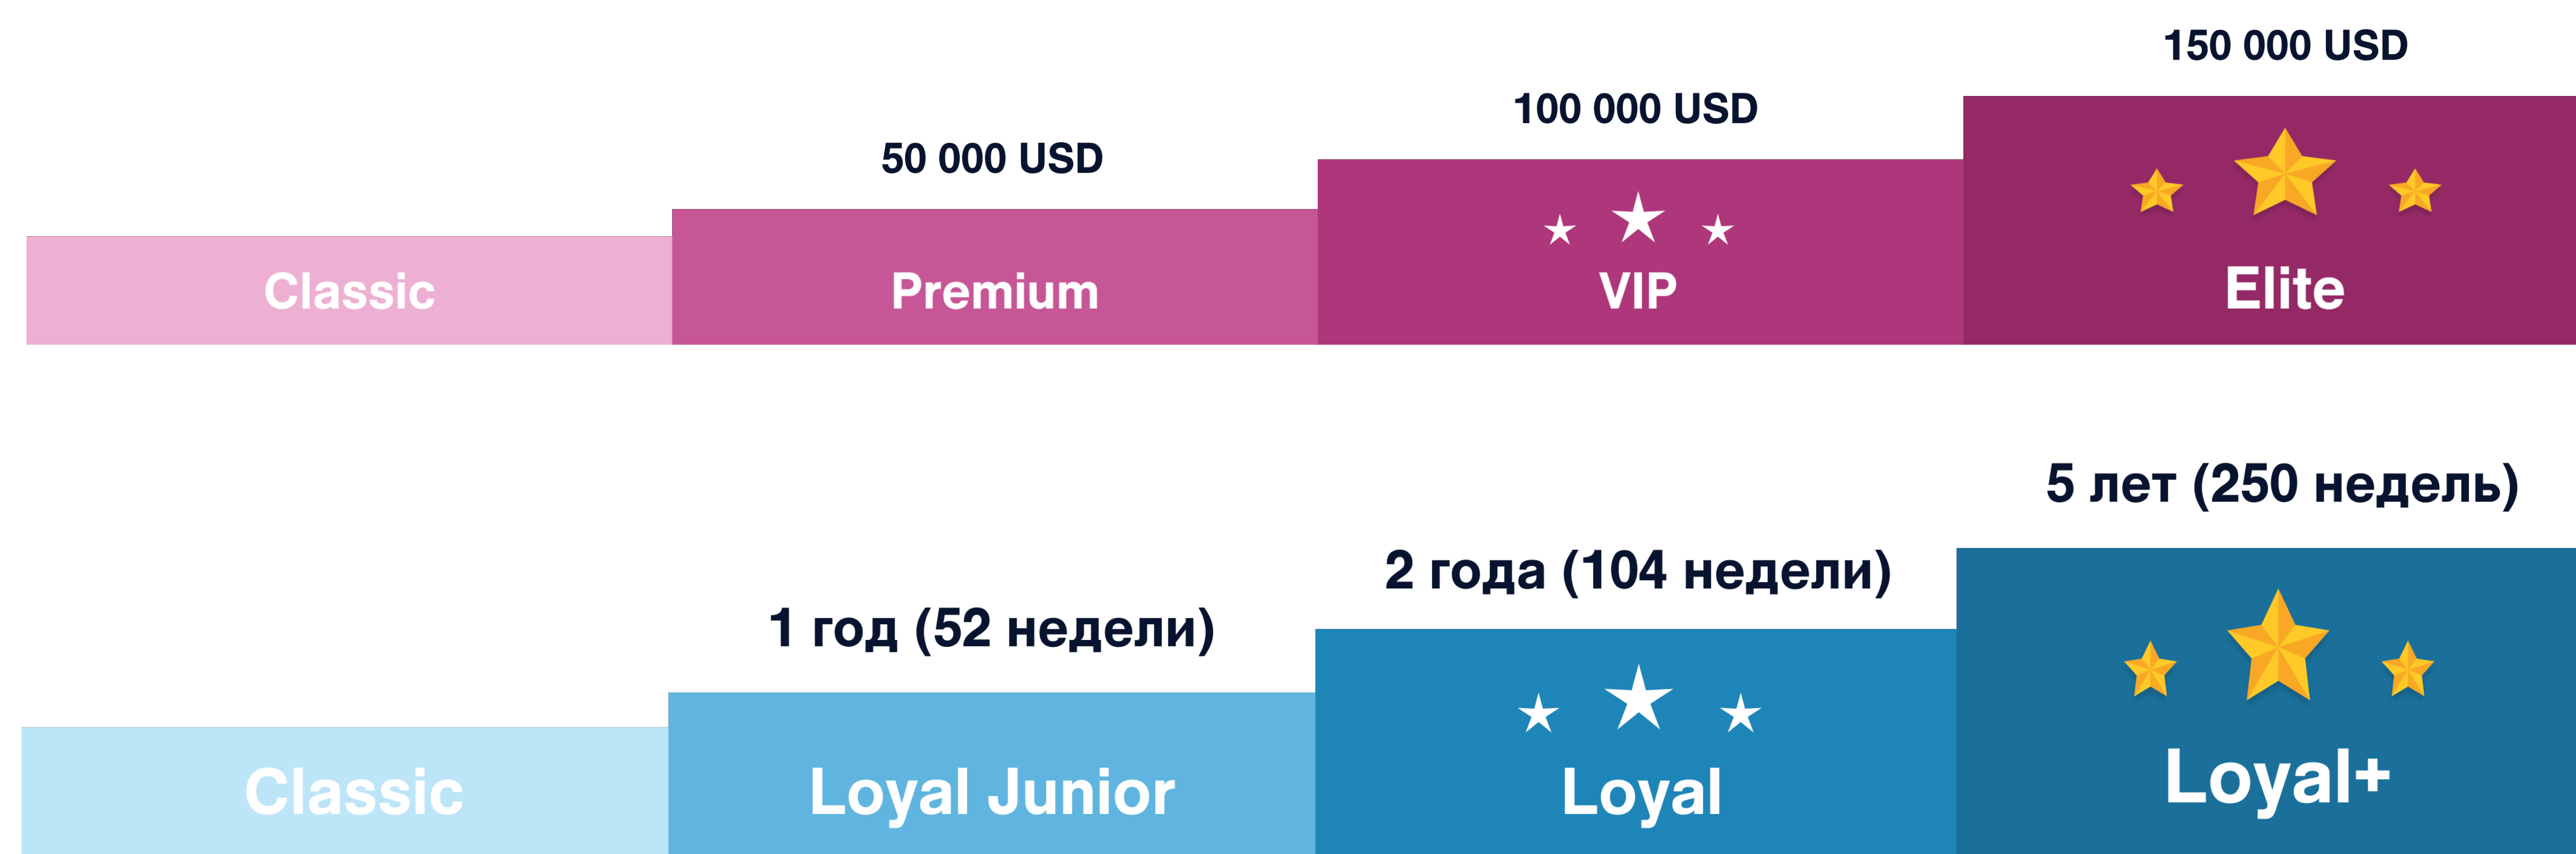 150 000 USD
100 000 USD
50 000 USD
Classic
Premium
VIP
Elite
5 лет (250 недель)
2 года (104 недели)
1 год (52 недели)
Classic
Loyal Junior
Loyal
Loyal+